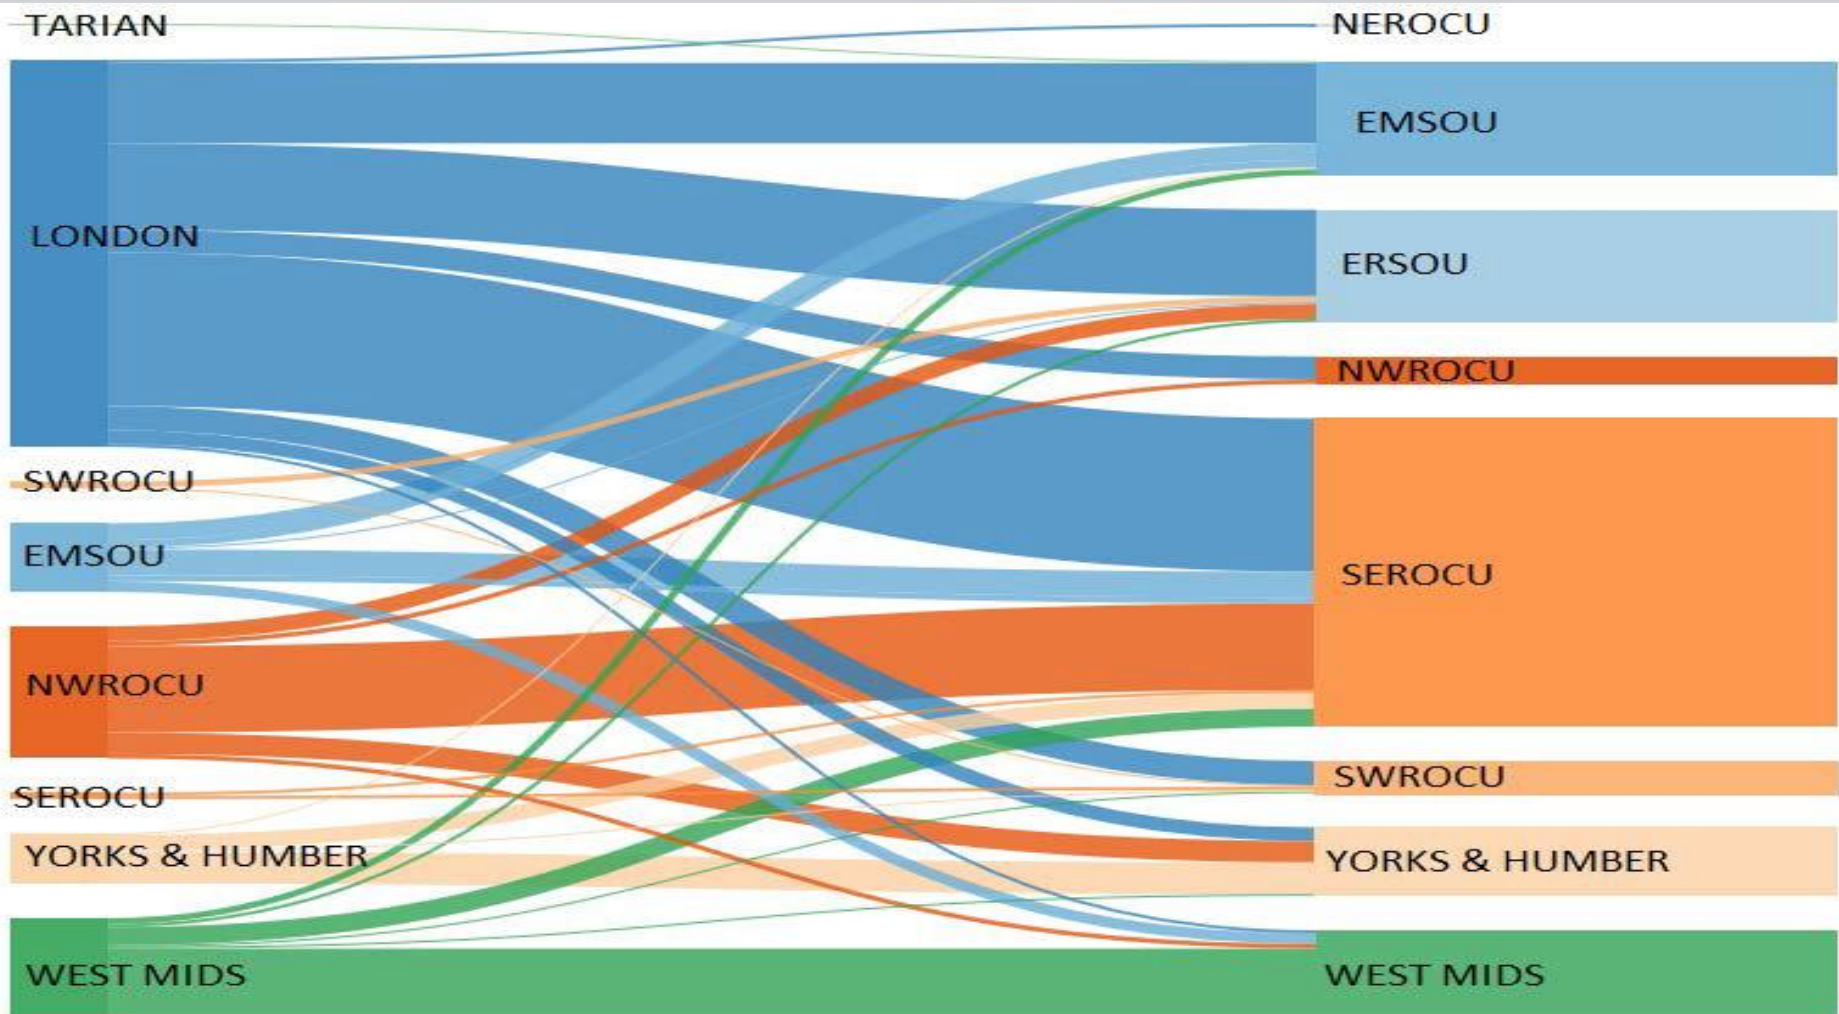 TARIAN
LONDON
SWROCU
EMSOU
NWROCU
SEROCU
YORKS & HUMBER
WEST MIDS
NEROCU
EMSOU
ERSOU
NWROCU
SEROCU
SWROCU
YORKS & HUMBER
WEST MIDS